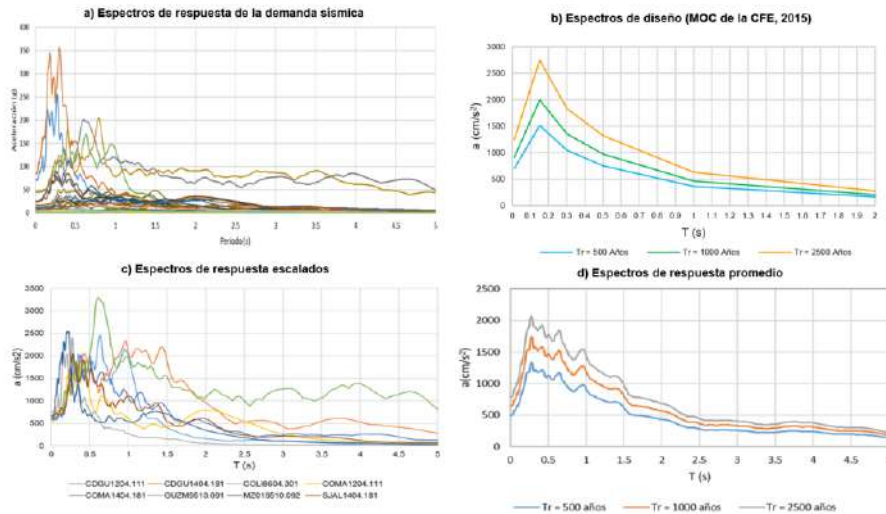 a) Espectros de respuesta de la demanda sísmica
Aceleración (g)
400
350
300
250
200
150
100
50
0
0 0.5 1 1.5 2 2.5 3 3.5 4 4.5 5
Periodo(s)
b) Espectros de diseño (MOC de la CFE, 2015)
a (cm/s²)
3000
2500
2000
1500
1000
500
0
0 0.1 0.2 0.3 0.4 0.5 0.6 0.7 0.8 0.9 1 1.1 1.2 1.3 1.4 1.5 1.6 1.7 1.8 1.9 2
T (s)
Tr = 500 Años Tr = 1000 años Tr = 2500 Años
c) Espectros de respuesta escalados
a (cm/s2)
3500
3000
2500
2000
1500
1000
500
0
0 0.5 1 1.5 2 2.5 3 3.5 4 4.5 5
T (s)
CDGU1204.111 CDGU1404.181 COLI8604.301 COMA1204.111
COMA1404.181 GUZM9510.091 MZ019510.092 SJAL1404.181
d) Espectros de respuesta promedio
a(cm/s²)
2500
2000
1500
1000
500
0
0 0.5 1 1.5 2 2.5 3 3.5 4 4.5 5
T (s)
Tr = 500 años Tr = 1000 años Tr = 2500 años